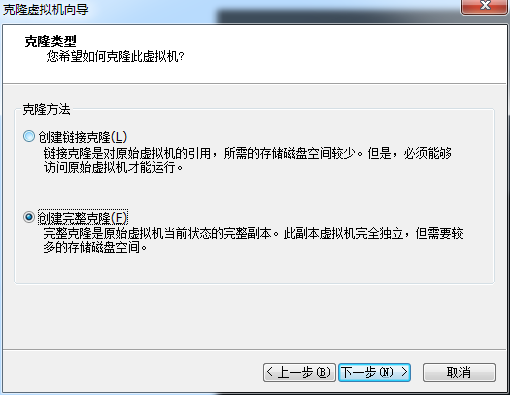 克隆虚拟机向导
克隆类型
您希望如何克隆此虚拟机?
克隆方法
创建链接克隆(L)
链接克隆是对原始虚拟机的引用，所需的存储磁盘空间较少。但是，必须能够
访问原始虚拟机才能运行。
创建完整克隆(F)
完整克隆是原始虚拟机当前状态的完整副本。此副本虚拟机完全独立，但需要较
多的存储磁盘空间。
< 上一步(B) 下一步(N) > 取消